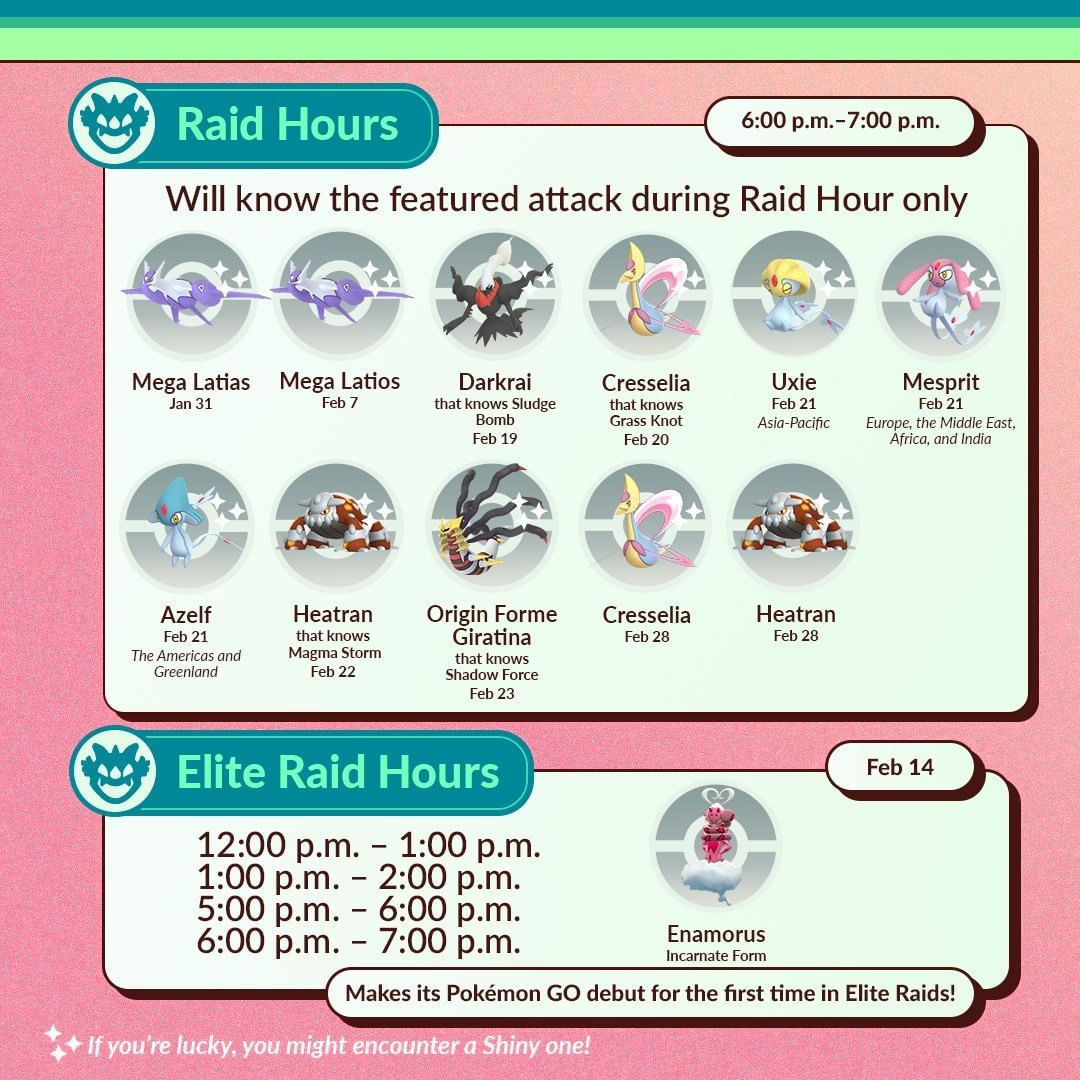 Raid Hours
6:00 p.m.–7:00 p.m.
Will know the featured attack during Raid Hour only
Mega Latias
Jan 31
Mega Latios
Feb 7
Darkrai
that knows Sludge
Bomb
Feb 19
Cresselia
that knows
Grass Knot
Feb 20
Uxie
Feb 21
Asia-Pacific
Mesprit
Feb 21
Europe, the Middle East,
Africa, and India
Azelf
Feb 21
The Americas and
Greenland
Heatran
that knows
Magma Storm
Feb 22
Origin Forme
Giratina
that knows
Shadow Force
Feb 23
Cresselia
Feb 28
Heatran
Feb 28
Elite Raid Hours
Feb 14
12:00 p.m. – 1:00 p.m.
1:00 p.m. – 2:00 p.m.
5:00 p.m. – 6:00 p.m.
6:00 p.m. – 7:00 p.m.
Enamorus
Incarnate Form
Makes its Pokémon GO debut for the first time in Elite Raids!
If you're lucky, you might encounter a Shiny one!